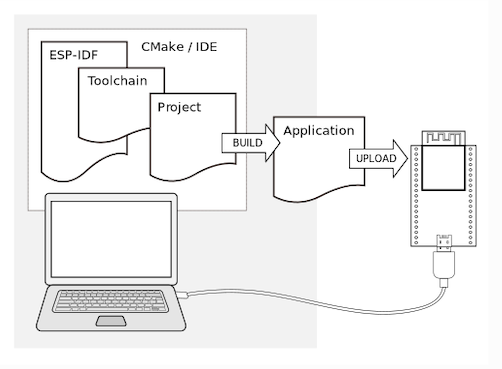 ESP-IDF
CMake / IDE
Toolchain
Project
BUILD
Application
UPLOAD